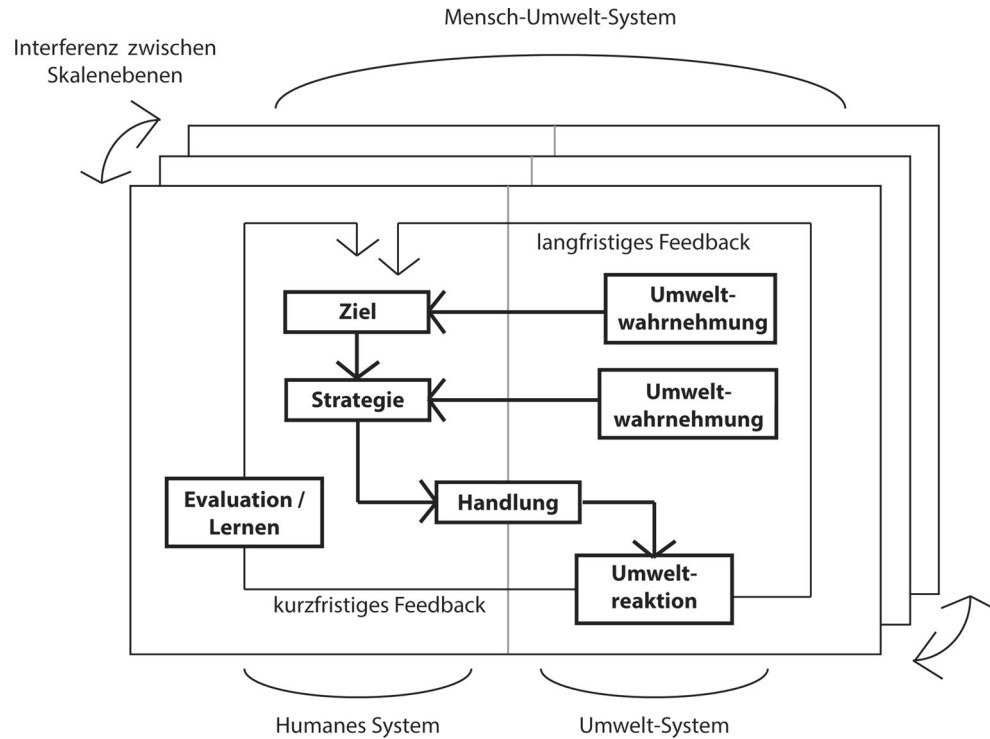 Mensch-Umwelt-System
Interferenz zwischen
Skalenebenen
langfristiges Feedback
Ziel
Umwelt-
wahrnehmung
Strategie
Umwelt-
wahrnehmung
Evaluation /
Lernen
Handlung
Umwelt-
reaktion
kurzfristiges Feedback
Humanes System
Umwelt-System